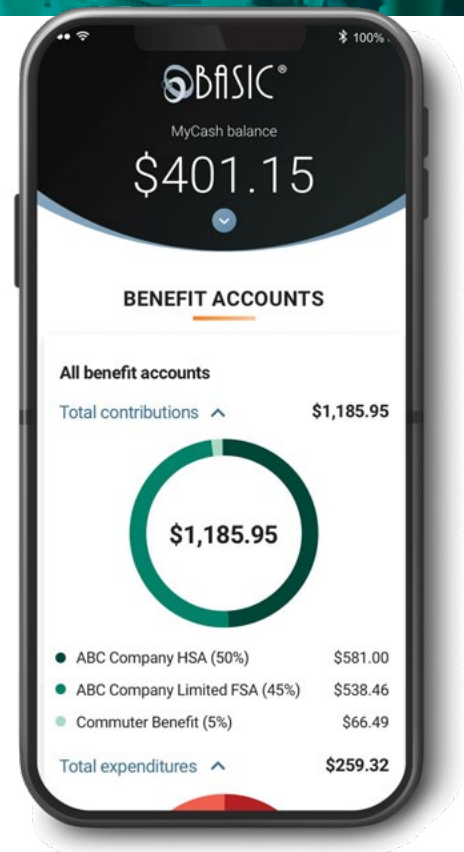 100%
BASIC®
MyCash balance
$401.15
BENEFIT ACCOUNTS
All benefit accounts
Total contributions $1,185.95
$1,185.95
ABC Company HSA (50%) $581.00
ABC Company Limited FSA (45%) $538.46
Commuter Benefit (5%) $66.49
Total expenditures $259.32